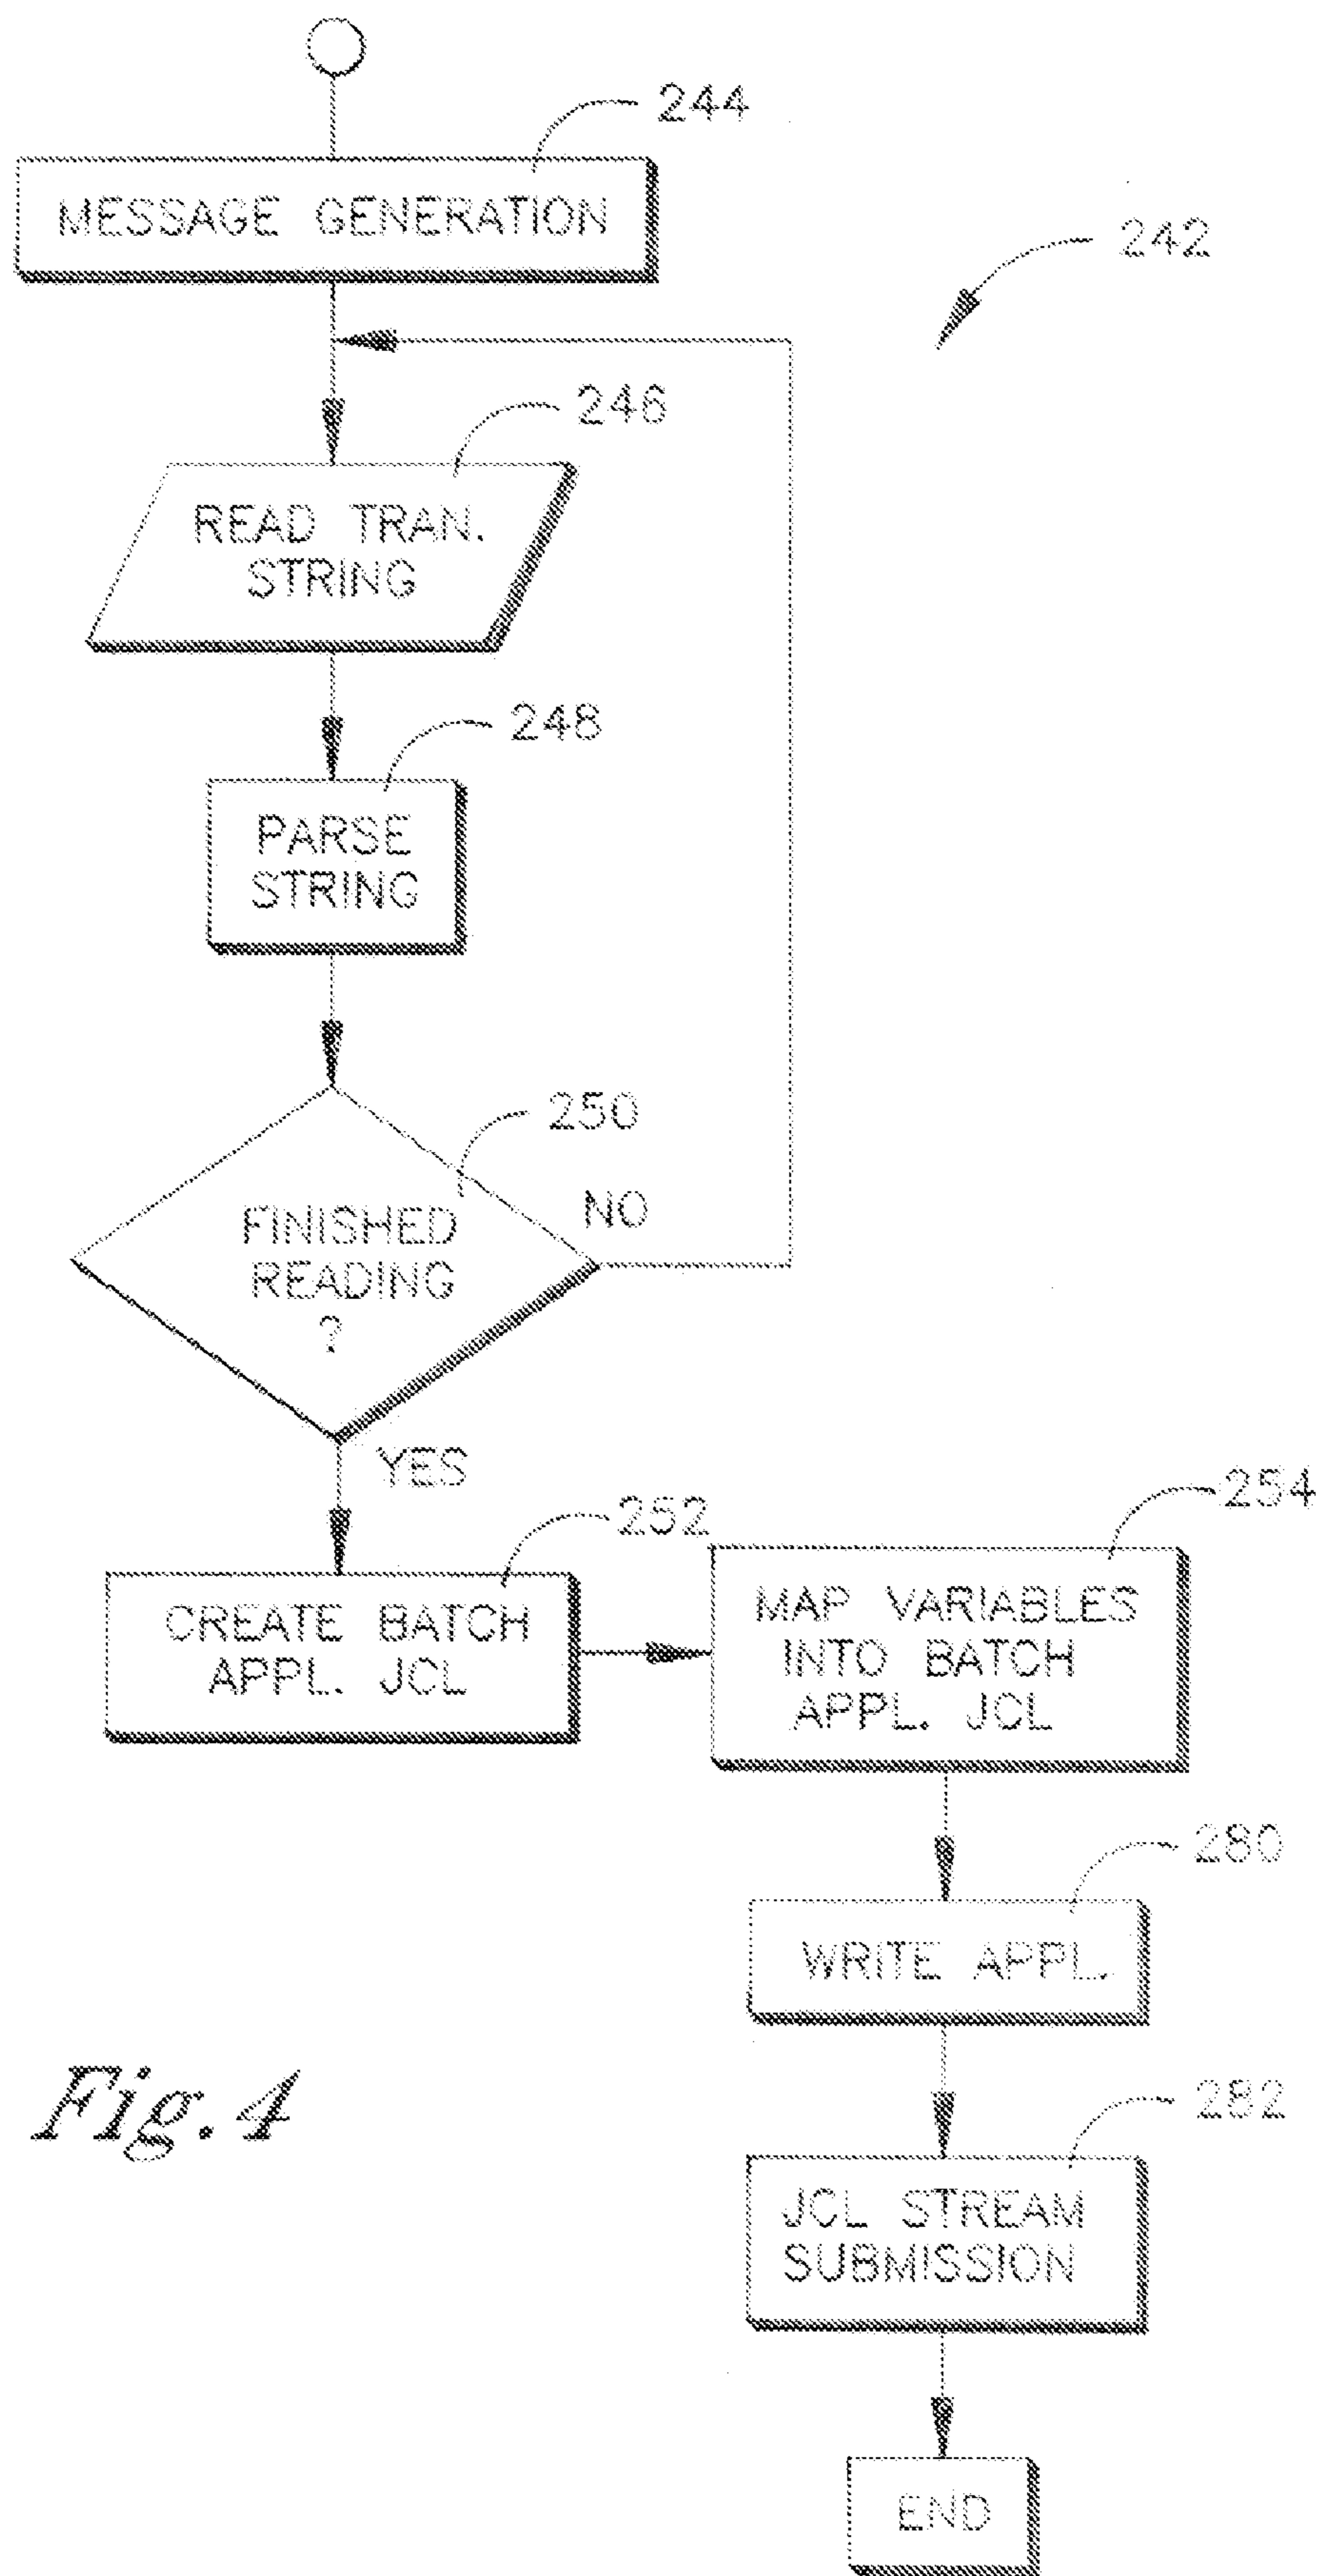 244
MESSAGE GENERATION
242
246
READ TRAN.
STRING
248
PARSE
STRING
250
NO
FINISHED
READING
?
YES
252
254
CREATE BATCH
APPL. JCL
MAP VARIABLES
INTO BATCH
APPL. JCL
280
WRITE APPL.
282
JCL STREAM
SUBMISSION
END
Fig. 4